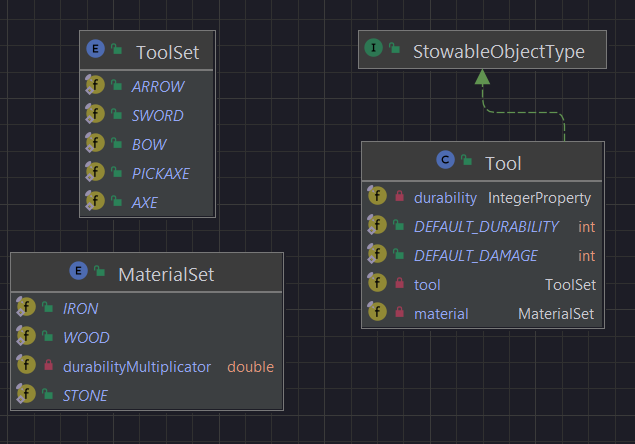 E ToolSet
f ARROW
f SWORD
f BOW
f PICKAXE
f AXE
I StowableObjectType
C Tool
f durability IntegerProperty
f DEFAULT_DURABILITY int
f DEFAULT_DAMAGE int
f tool ToolSet
f material MaterialSet
E MaterialSet
f IRON
f WOOD
f durabilityMultiplicator double
f STONE